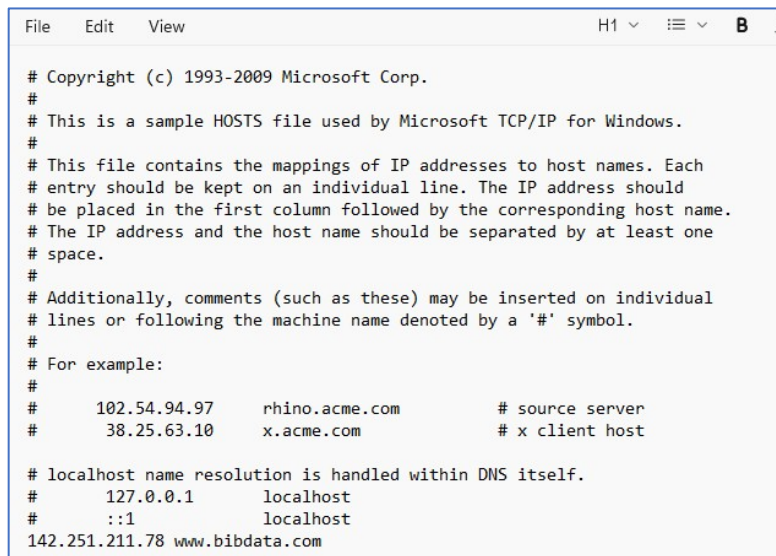 File Edit View H1 B
# Copyright (c) 1993-2009 Microsoft Corp.
#
# This is a sample HOSTS file used by Microsoft TCP/IP for Windows.
#
# This file contains the mappings of IP addresses to host names. Each
# entry should be kept on an individual line. The IP address should
# be placed in the first column followed by the corresponding host name.
# The IP address and the host name should be separated by at least one
# space.
#
# Additionally, comments (such as these) may be inserted on individual
# lines or following the machine name denoted by a '#' symbol.
#
# For example:
#
#      102.54.94.97     rhino.acme.com          # source server
#       38.25.63.10     x.acme.com              # x client host

# localhost name resolution is handled within DNS itself.
#       127.0.0.1       localhost
#       ::1             localhost
142.251.211.78 www.bibdata.com